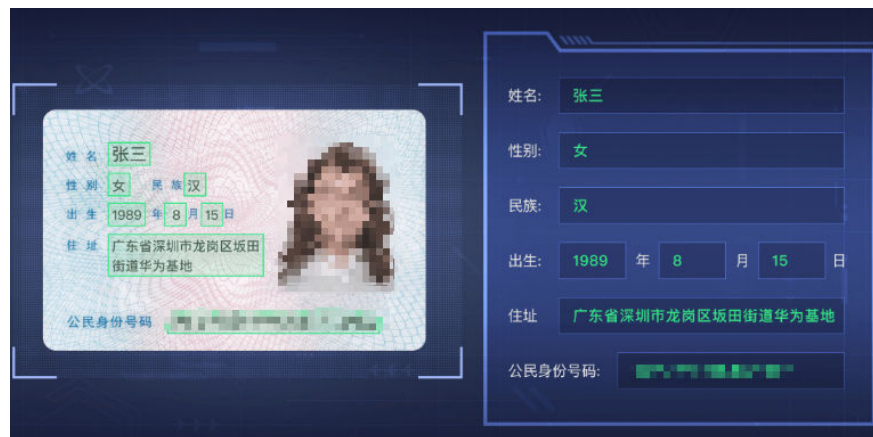 姓名 张三
性别 女 民族 汉
出生 1989 年 8 月 15 日
住址 广东省深圳市龙岗区坂田
街道华为基地
公民身份号码
姓名: 张三
性别: 女
民族: 汉
出生: 1989 年 8 月 15 日
住址 广东省深圳市龙岗区坂田街道华为基地
公民身份号码: